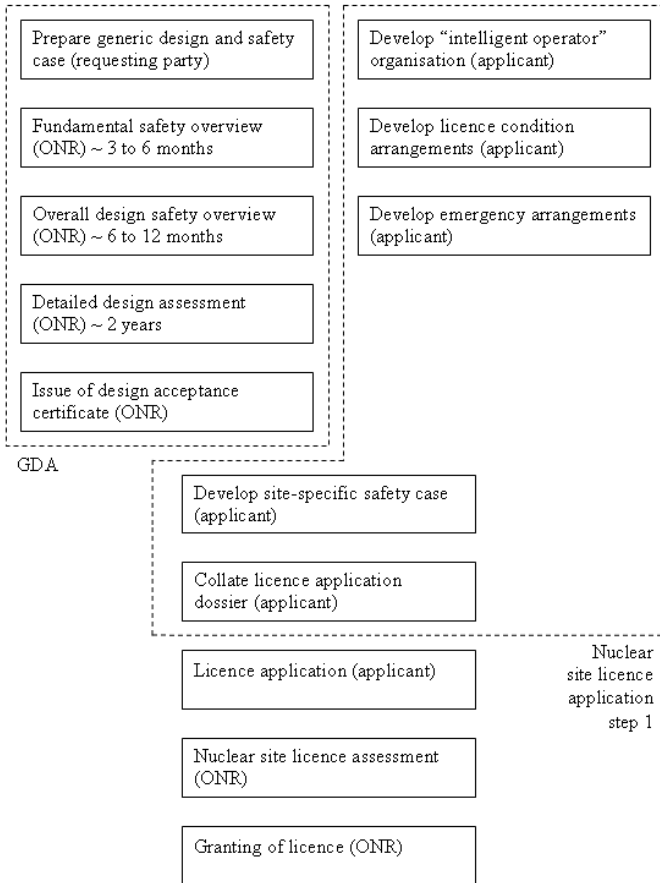 Prepare generic design and safety
case (requesting party)
Fundamental safety overview
(ONR) ~ 3 to 6 months
Overall design safety overview
(ONR) ~ 6 to 12 months
Detailed design assessment
(ONR) ~ 2 years
Issue of design acceptance
certificate (ONR)
GDA
Develop “intelligent operator”
organisation (applicant)
Develop licence condition
arrangements (applicant)
Develop emergency arrangements
(applicant)
Develop site-specific safety case
(applicant)
Collate licence application
dossier (applicant)
Nuclear
site licence
application
step 1
Licence application (applicant)
Nuclear site licence assessment
(ONR)
Granting of licence (ONR)